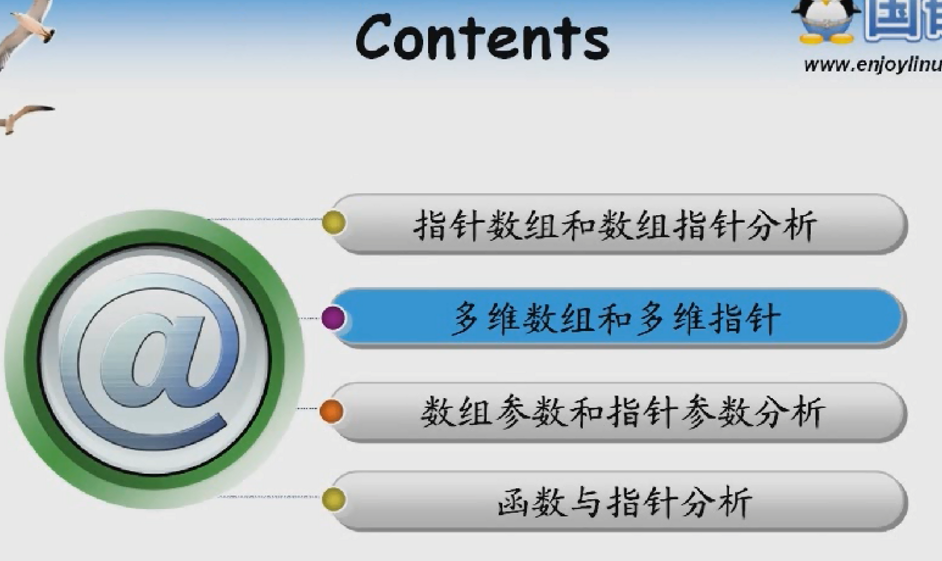 Contents
国
www.enjoylinu
指针数组和数组指针分析
多维数组和多维指针
数组参数和指针参数分析
函数与指针分析